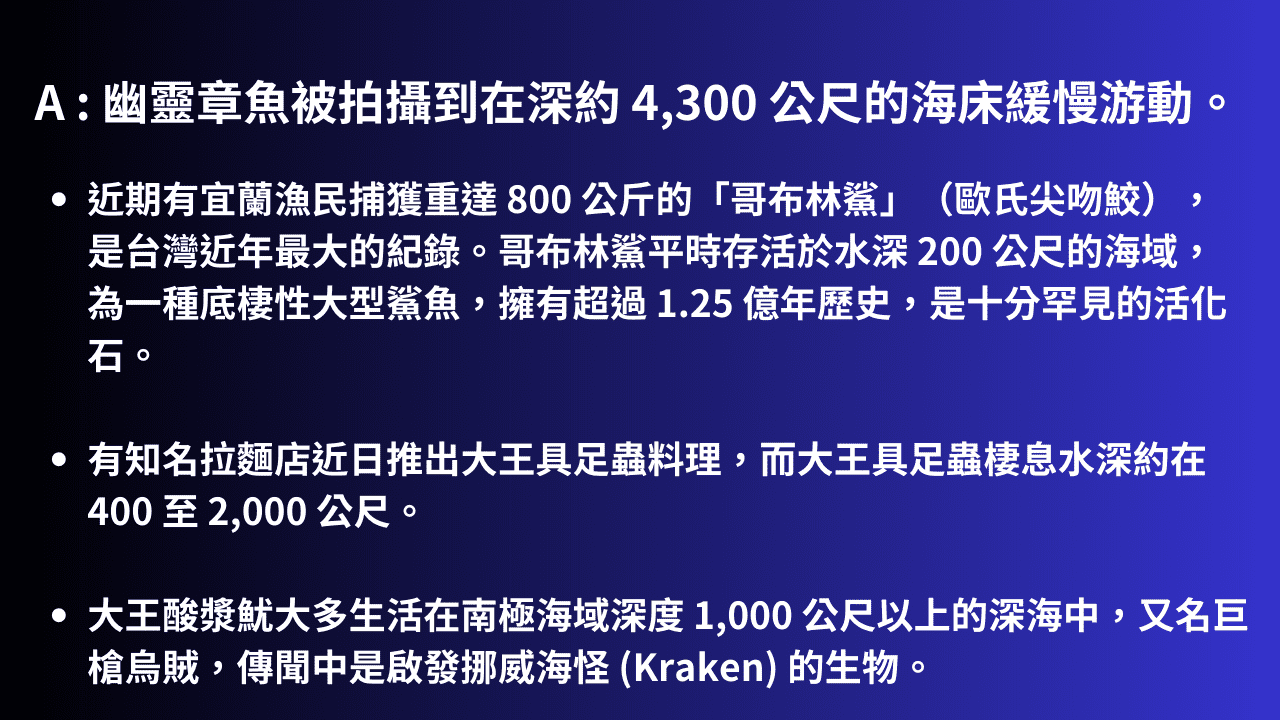 A : 幽靈章魚被拍攝到在深約 4,300 公尺的海床緩慢游動。
• 近期有宜蘭漁民捕獲重達 800 公斤的「哥布林鯊」（歐氏尖吻鮫），
是台灣近年最大的紀錄。哥布林鯊平時存活於水深 200 公尺的海域，
為一種底棲性大型鯊魚，擁有超過 1.25 億年歷史，是十分罕見的活化
石。
• 有知名拉麵店近日推出大王具足蟲料理，而大王具足蟲棲息水深約在
400 至 2,000 公尺。
• 大王酸漿魷大多生活在南極海域深度 1,000 公尺以上的深海中，又名巨
槍烏賊，傳聞中是啟發挪威海怪 (Kraken) 的生物。